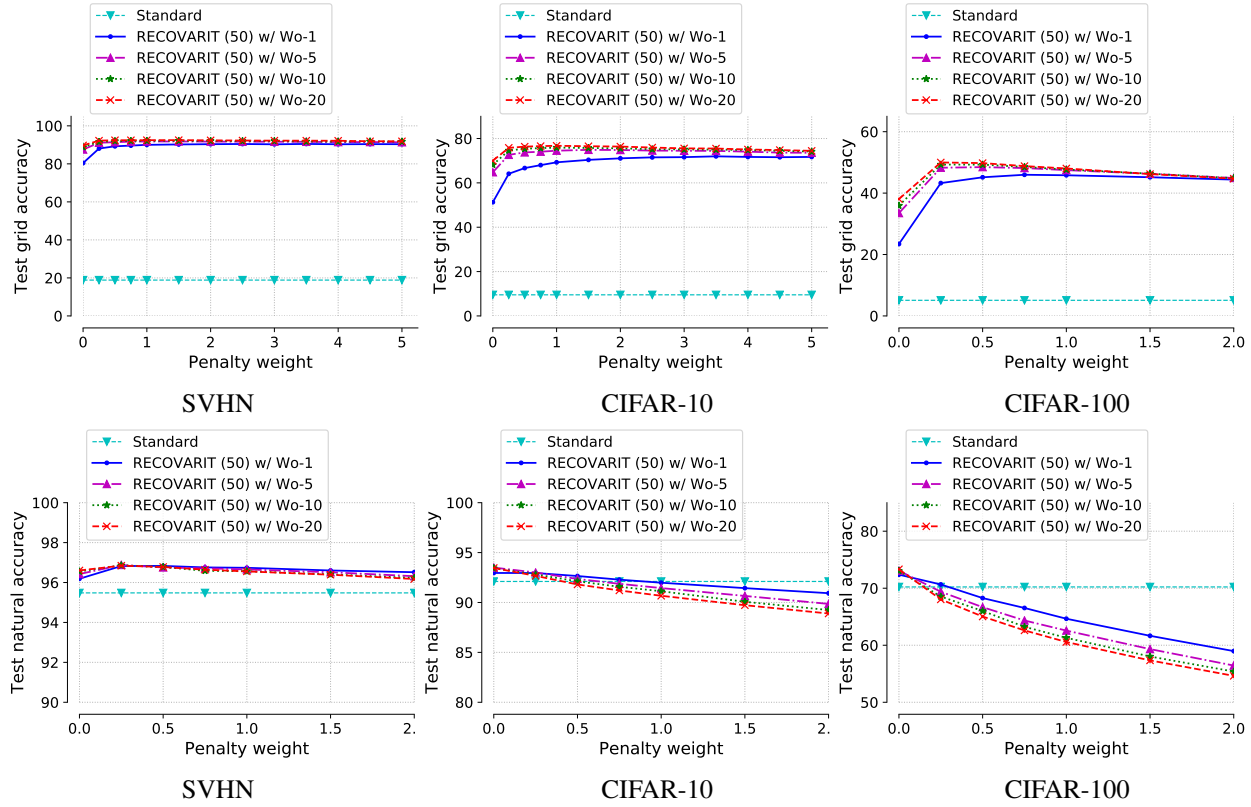 Standard
RECOVARIT (50) w/ Wo-1
RECOVARIT (50) w/ Wo-5
RECOVARIT (50) w/ Wo-10
RECOVARIT (50) w/ Wo-20
Test grid accuracy
100
80
60
40
20
0
0 1 2 3 4 5
Penalty weight
SVHN
Standard
RECOVARIT (50) w/ Wo-1
RECOVARIT (50) w/ Wo-5
RECOVARIT (50) w/ Wo-10
RECOVARIT (50) w/ Wo-20
Test grid accuracy
80
60
40
20
0
0 1 2 3 4 5
Penalty weight
CIFAR-10
Standard
RECOVARIT (50) w/ Wo-1
RECOVARIT (50) w/ Wo-5
RECOVARIT (50) w/ Wo-10
RECOVARIT (50) w/ Wo-20
Test grid accuracy
60
40
20
0
0.0 0.5 1.0 1.5 2.0
Penalty weight
CIFAR-100
Standard
RECOVARIT (50) w/ Wo-1
RECOVARIT (50) w/ Wo-5
RECOVARIT (50) w/ Wo-10
RECOVARIT (50) w/ Wo-20
Test natural accuracy
100
98
96
94
92
90
0.0 0.5 1.0 1.5 2.
Penalty weight
SVHN
Standard
RECOVARIT (50) w/ Wo-1
RECOVARIT (50) w/ Wo-5
RECOVARIT (50) w/ Wo-10
RECOVARIT (50) w/ Wo-20
Test natural accuracy
100
95
90
85
80
0.0 0.5 1.0 1.5 2.
Penalty weight
CIFAR-10
Standard
RECOVARIT (50) w/ Wo-1
RECOVARIT (50) w/ Wo-5
RECOVARIT (50) w/ Wo-10
RECOVARIT (50) w/ Wo-20
Test natural accuracy
80
70
60
50
0.0 0.5 1.0 1.5 2.0
Penalty weight
CIFAR-100